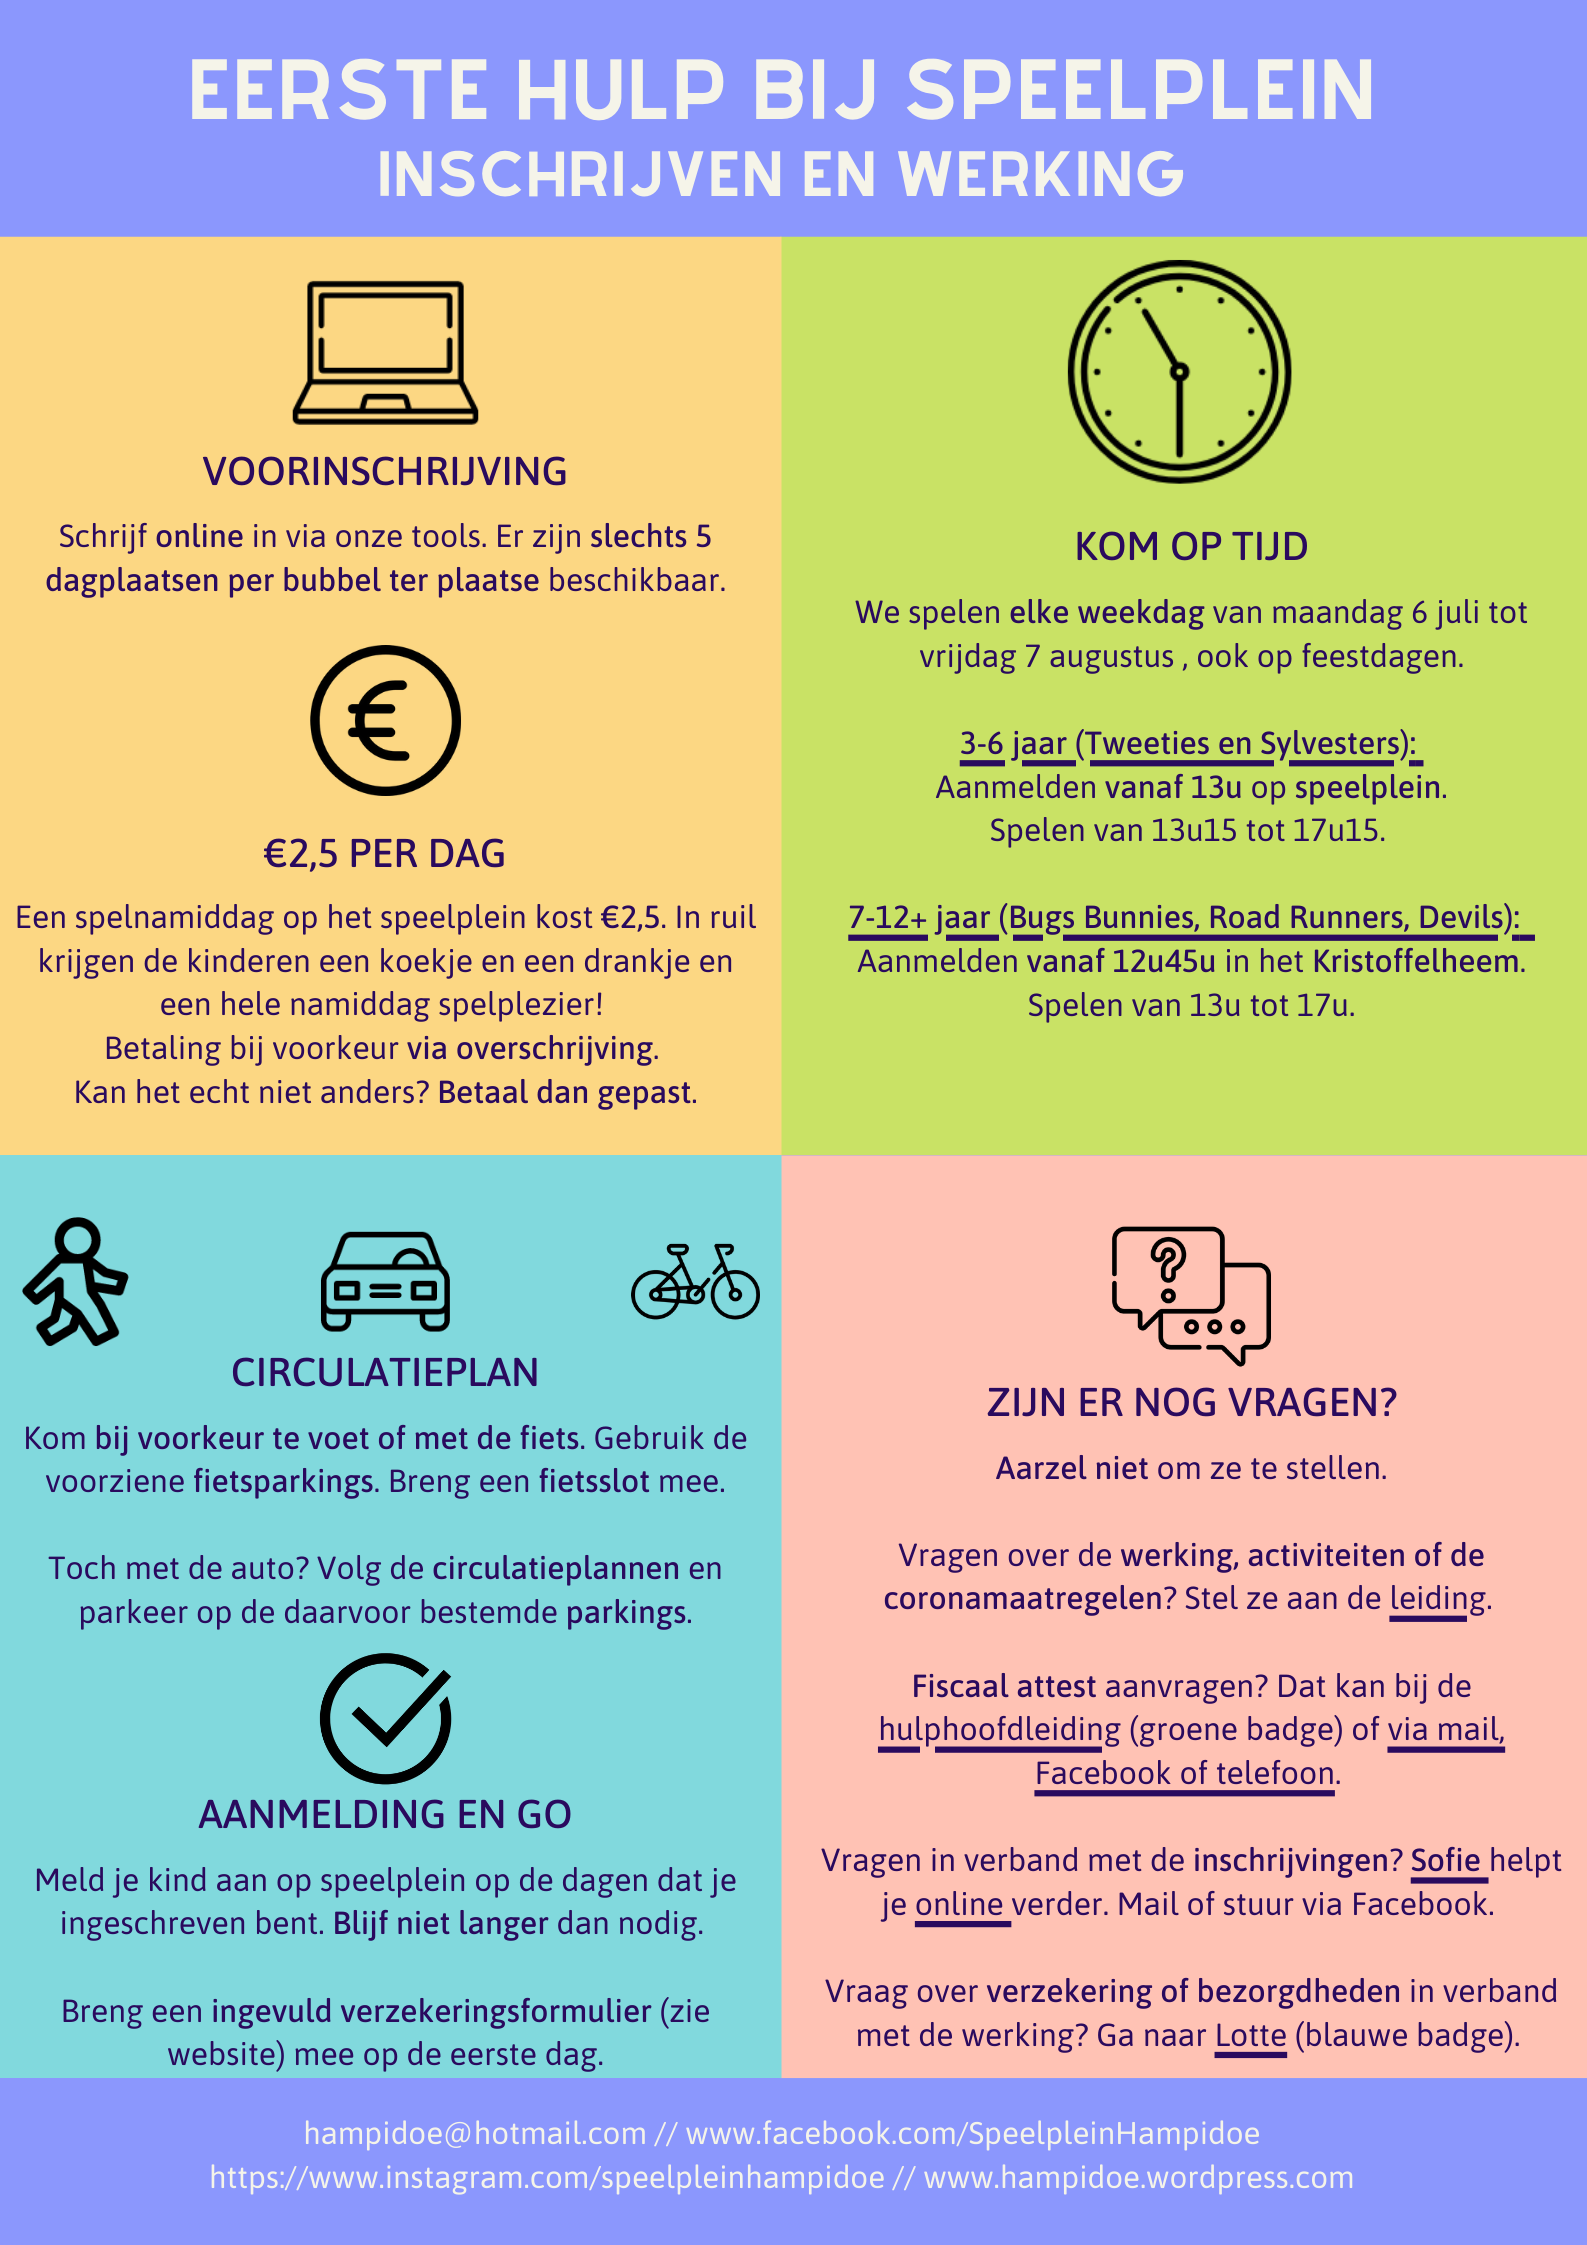 EERSTE HULP BIJ SPEELPLEIN
INSCHRIJVEN EN WERKING
VOORINSCHRIJVING
Schrijf online in via onze tools. Er zijn slechts 5
dagplaatsen per bubbel ter plaatse beschikbaar.
€2,5 PER DAG
Een spelnamiddag op het speelplein kost €2,5. In ruil
krijgen de kinderen een koekje en een drankje en
een hele namiddag spelplezier!
Betaling bij voorkeur via overschrijving.
Kan het echt niet anders? Betaal dan gepast.
KOM OP TIJD
We spelen elke weekdag van maandag 6 juli tot
vrijdag 7 augustus , ook op feestdagen.
3-6 jaar (Tweeties en Sylvesters):
Aanmelden vanaf 13u op speelplein.
Spelen van 13u15 tot 17u15.
7-12+ jaar (Bugs Bunnies, Road Runners, Devils):
Aanmelden vanaf 12u45u in het Kristoffelheem.
Spelen van 13u tot 17u.
CIRCULATIEPLAN
Kom bij voorkeur te voet of met de fiets. Gebruik de
voorziene fietsparkings. Breng een fietsslot mee.
Toch met de auto? Volg de circulatieplannen en
parkeer op de daarvoor bestemde parkings.
AANMELDING EN GO
Meld je kind aan op speelplein op de dagen dat je
ingeschreven bent. Blijf niet langer dan nodig.
Breng een ingevuld verzekeringsformulier (zie
website) mee op de eerste dag.
ZIJN ER NOG VRAGEN?
Aarzel niet om ze te stellen.
Vragen over de werking, activiteiten of de
coronamaatregelen? Stel ze aan de leiding.
Fiscaal attest aanvragen? Dat kan bij de
hulphoofdleiding (groene badge) of via mail,
Facebook of telefoon.
Vragen in verband met de inschrijvingen? Sofie helpt
je online verder. Mail of stuur via Facebook.
Vraag over verzekering of bezorgdheden in verband
met de werking? Ga naar Lotte (blauwe badge).
hampidoe@hotmail.com // www.facebook.com/SpeelpleinHampidoe
https://www.instagram.com/speelpleinhampidoe // www.hampidoe.wordpress.com